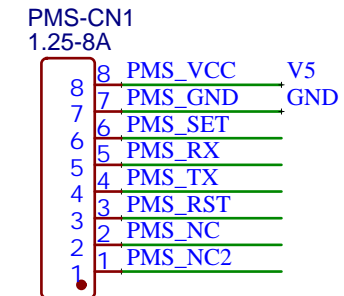 PMS-CN1
1.25-8A
8 8 PMS_VCC V5
7 7 PMS_GND GND
6 6 PMS_SET
5 5 PMS_RX
4 4 PMS_TX
3 3 PMS_RST
2 2 PMS_NC
1 1 PMS_NC2